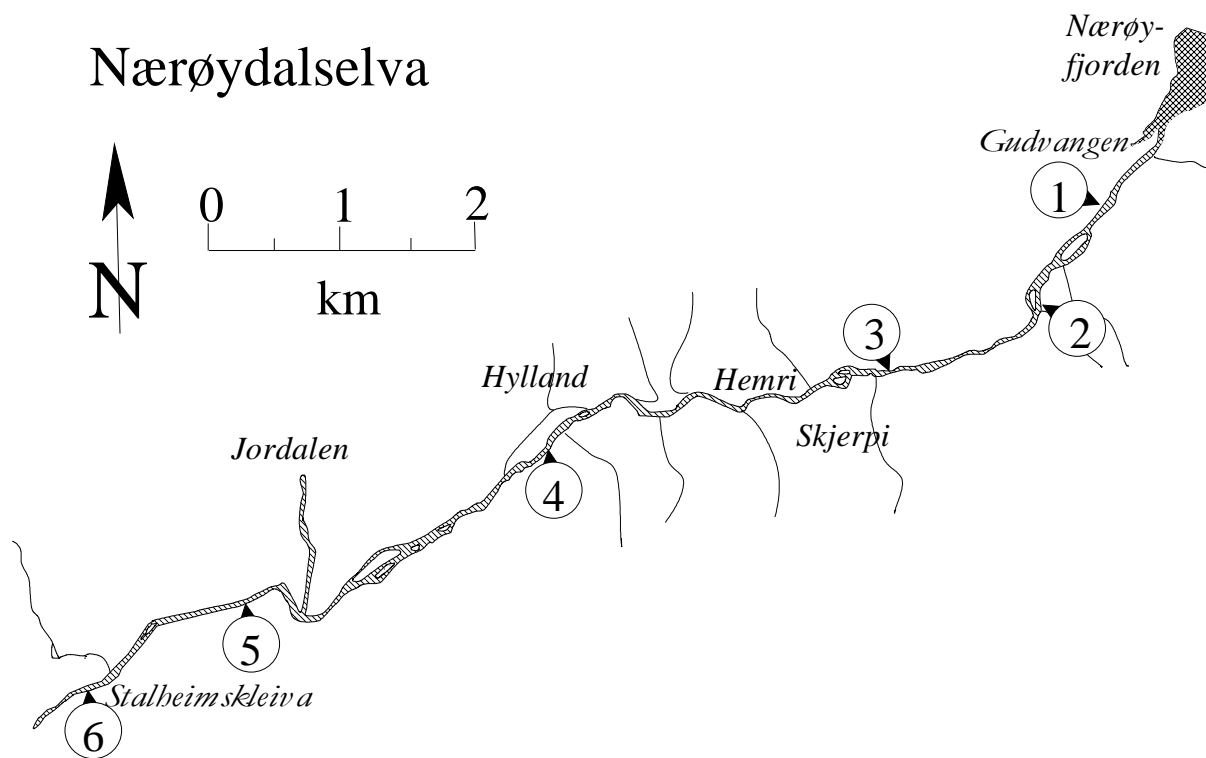 Nærøydalselva
Nærøy-
fjorden
Gudvangen
0 1 2
km
N
1
2
3
Hylland
Hemri
Skjerpi
Jordalen
4
5
Stalheimskleiva
6